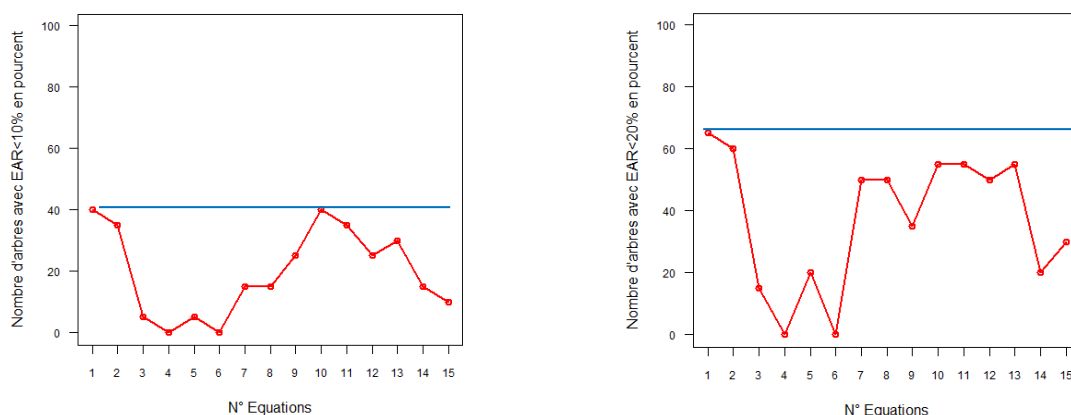 Nombre d'arbres avec EAR<10% en pourcent
100
80
60
40
20
0
1 2 3 4 5 6 7 8 9 10 11 12 13 14 15
N° Equations
Nombre d'arbres avec EAR<20% en pourcent
100
80
60
40
20
0
1 2 3 4 5 6 7 8 9 10 11 12 13 14 15
N° Equations